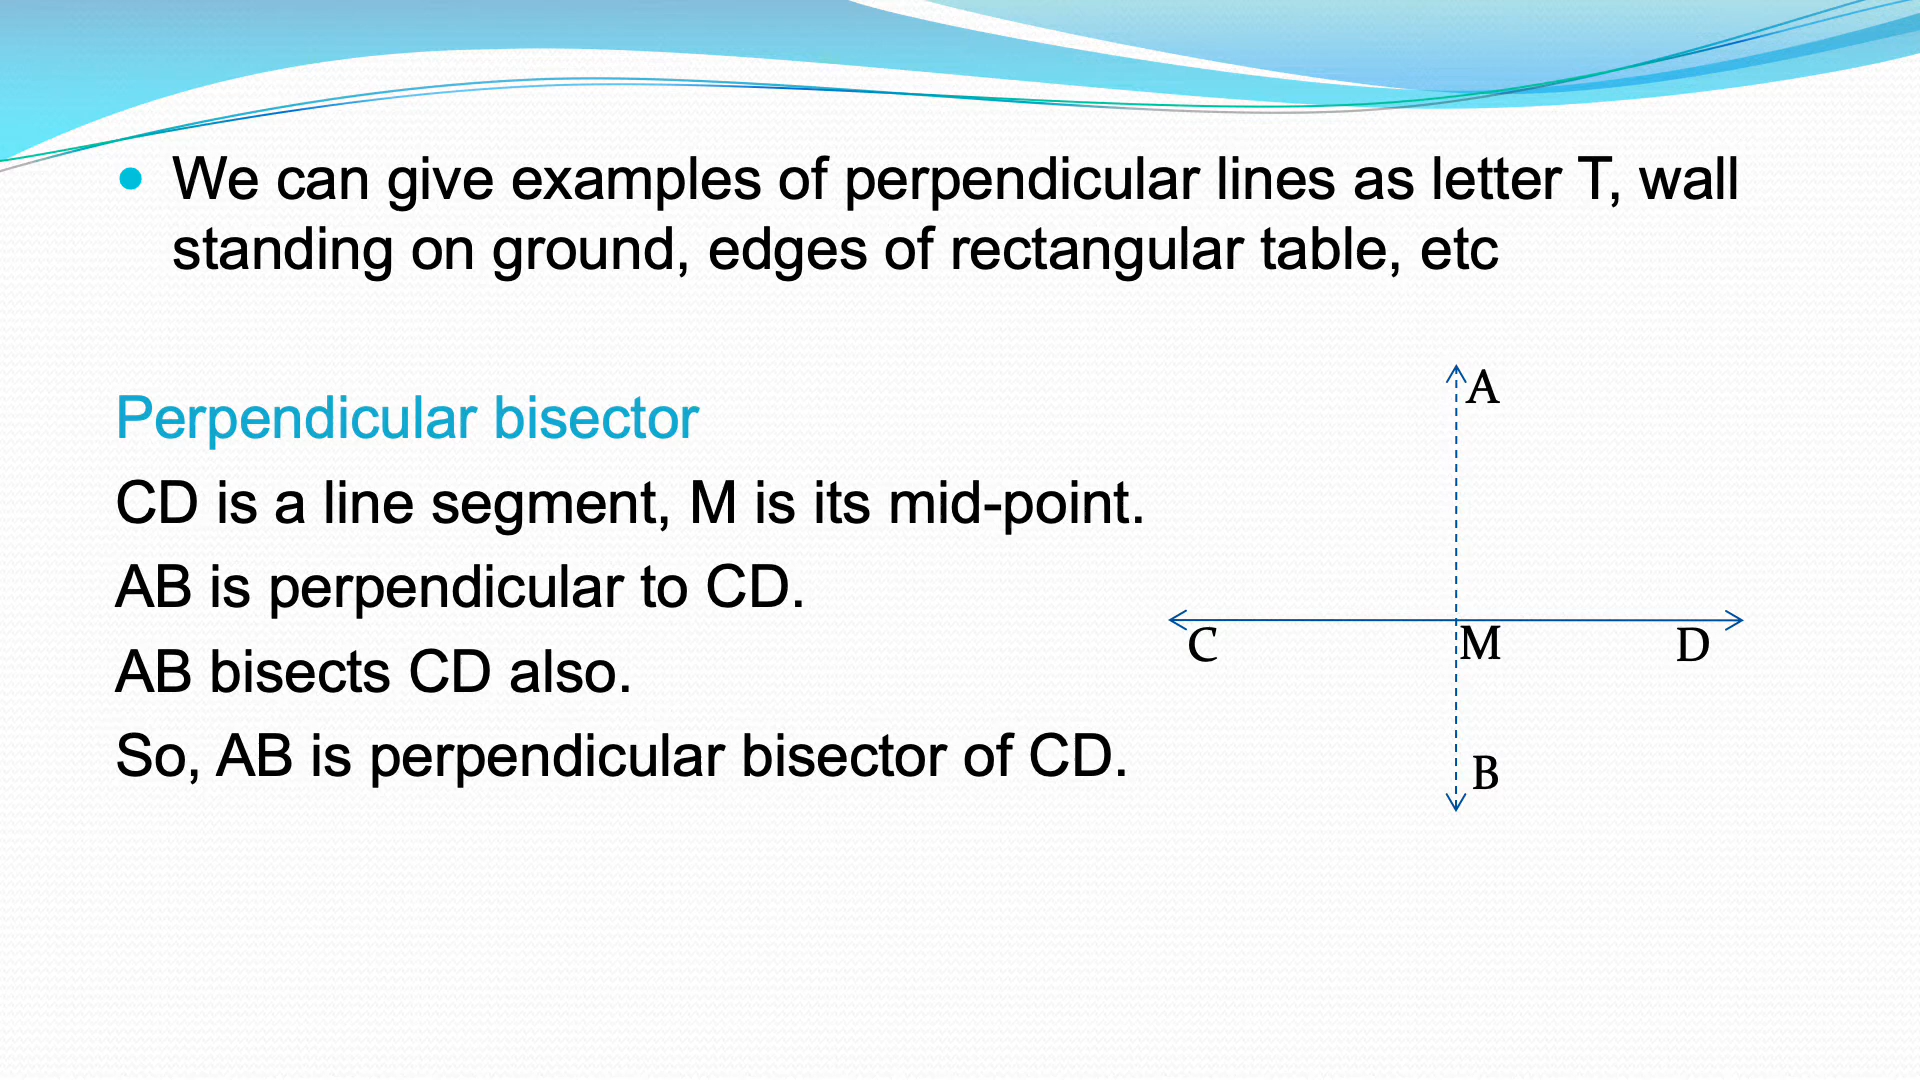 We can give examples of perpendicular lines as letter T, wall
standing on ground, edges of rectangular table, etc
Perpendicular bisector
CD is a line segment, M is its mid-point.
AB is perpendicular to CD.
AB bisects CD also.
So, AB is perpendicular bisector of CD.
A
C
M
D
B